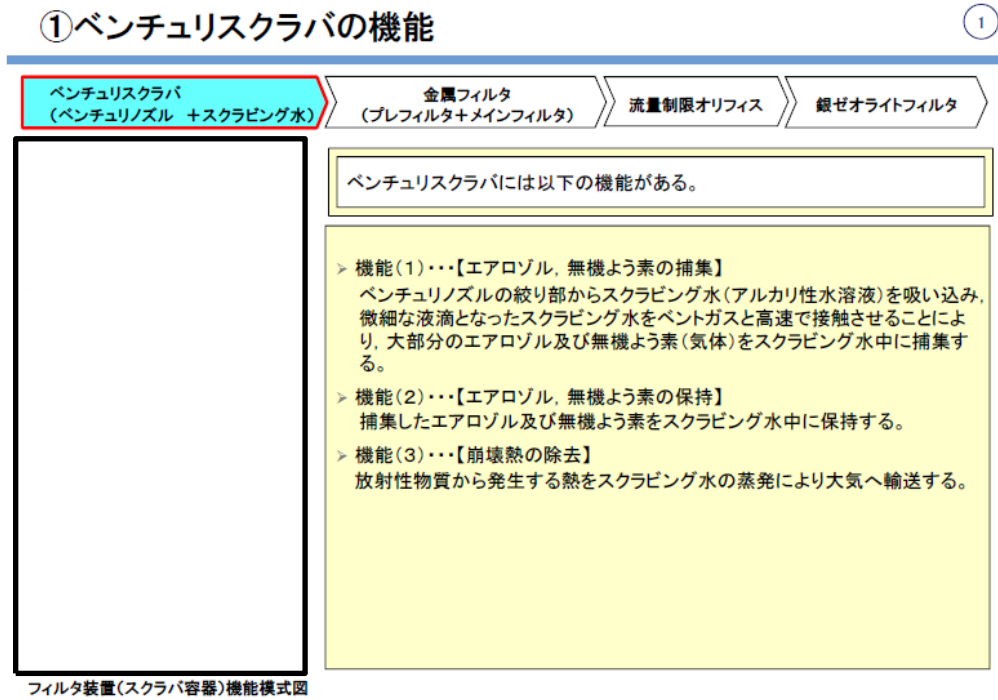 ①ベンチュリスクラバの機能
1
ベンチュリスクラバ
(ベンチュリノズル +スクラビング水)
金属フィルタ
(プレフィルタ+メインフィルタ)
流量制限オリフィス
銀ゼオライトフィルタ
ベンチュリスクラバには以下の機能がある。
➢ 機能(1)・・・【エアロゾル,無機よう素の捕集】
ベンチュリノズルの絞り部からスクラビング水(アルカリ性水溶液)を吸い込み,
微細な液滴となったスクラビング水をベントガスと高速で接触させることによ
り,大部分のエアロゾル及び無機よう素(気体)をスクラビング水中に捕集す
る。
➢ 機能(2)・・・【エアロゾル,無機よう素の保持】
捕集したエアロゾル及び無機よう素をスクラビング水中に保持する。
➢ 機能(3)・・・【崩壊熱の除去】
放射性物質から発生する熱をスクラビング水の蒸発により大気へ輸送する。
フィルタ装置(スクラバ容器)機能模式図